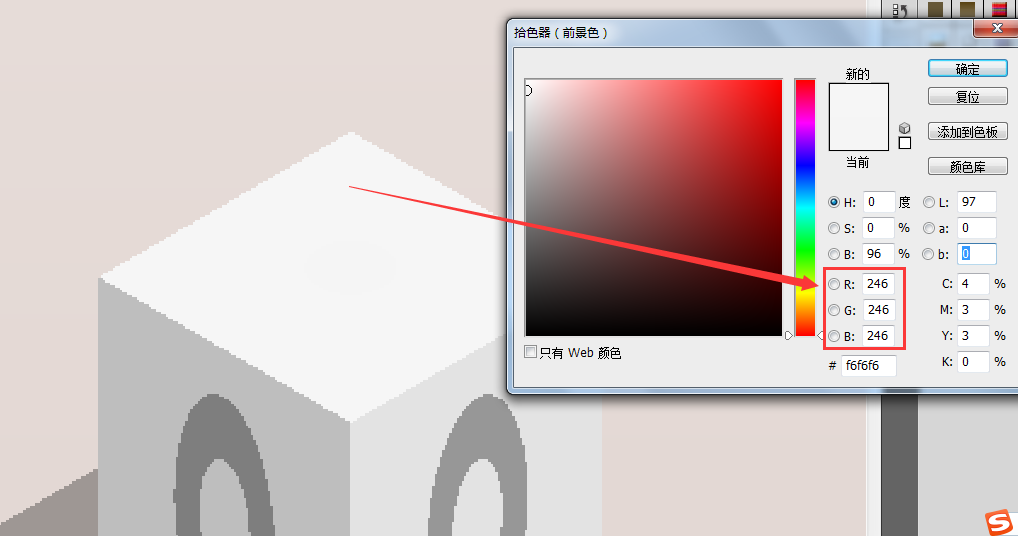 拾色器（前景色）
新的
当前
确定
复位
添加到色板
颜色库
H: 0 度
S: 0 %
B: 96 %
R: 246
G: 246
B: 246
# f6f6f6
L: 97
a: 0
b: 0
C: 4 %
M: 3 %
Y: 3 %
K: 0 %
只有 Web 颜色